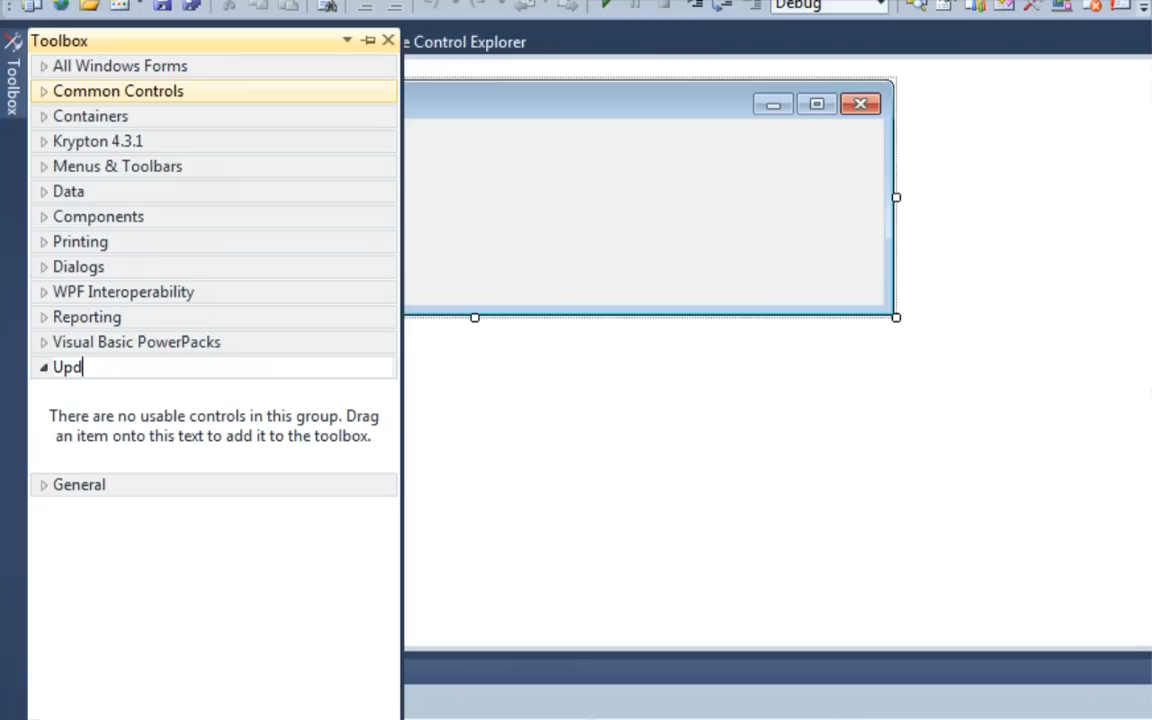 Debug
Toolbox
Toolbox
e Control Explorer
All Windows Forms
Common Controls
Containers
Krypton 4.3.1
Menus & Toolbars
Data
Components
Printing
Dialogs
WPF Interoperability
Reporting
Visual Basic PowerPacks
Upd
There are no usable controls in this group. Drag
an item onto this text to add it to the toolbox.
General